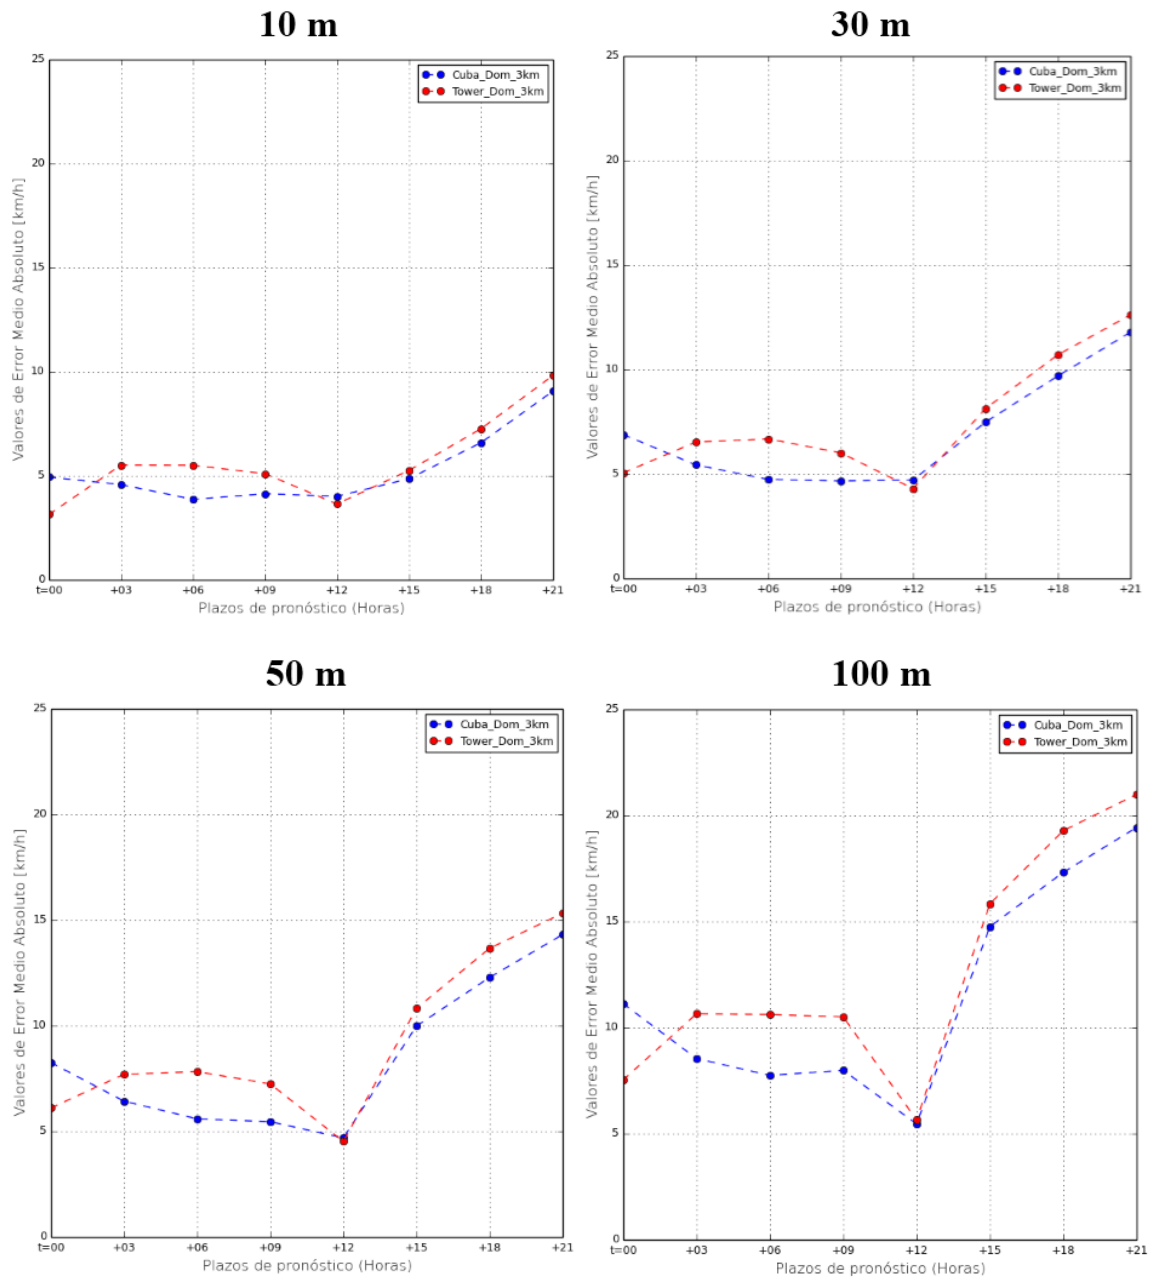 10 m
25
20
15
10
5
0
Valores de Error Medio Absoluto [km/h]
Cuba_Dom_3km
Tower_Dom_3km
t=00 +03 +06 +09 +12 +15 +18 +21
Plazos de pronóstico (Horas)
30 m
25
20
15
10
5
0
Valores de Error Medio Absoluto [km/h]
Cuba_Dom_3km
Tower_Dom_3km
t=00 +03 +06 +09 +12 +15 +18 +21
Plazos de pronóstico (Horas)
50 m
25
20
15
10
5
0
Valores de Error Medio Absoluto [km/h]
Cuba_Dom_3km
Tower_Dom_3km
t=00 +03 +06 +09 +12 +15 +18 +21
Plazos de pronóstico (Horas)
100 m
25
20
15
10
5
0
Valores de Error Medio Absoluto [km/h]
Cuba_Dom_3km
Tower_Dom_3km
t=00 +03 +06 +09 +12 +15 +18 +21
Plazos de pronóstico (Horas)